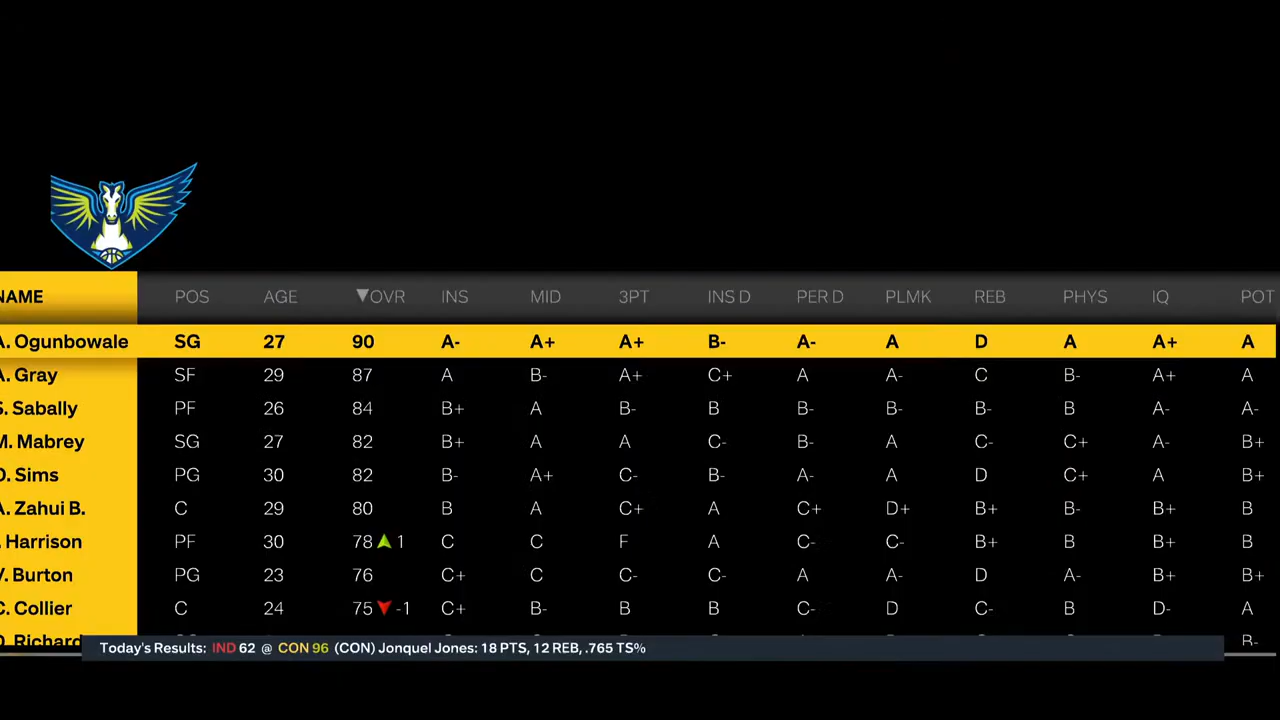 NAME POS AGE ▼OVR INS MID 3PT INS D PER D PLMK REB PHYS IQ POT
A. Ogunbowale SG 27 90 A- A+ A+ B- A- A D A A+ A
A. Gray SF 29 87 A B- A+ C+ A A- C B- A+ A
S. Sabally PF 26 84 B+ A B- B B- B- B- B A- A-
M. Mabrey SG 27 82 B+ A A C- B- A C- C+ A- B+
O. Sims PG 30 82 B- A+ C- B- A- A D C+ A B+
A. Zahui B. C 29 80 B A C+ A C+ D+ B+ B- B+ B
. Harrison PF 30 78 1 C C F A C- C- B+ B B+ B
V. Burton PG 23 76 C+ C C- C- A A- D A- B+ B+
C. Collier C 24 75 -1 C+ B- B B C- D C- B D- A
Richard B-
Today's Results: IND 62 @ CON 96 (CON) Jonquel Jones: 18 PTS, 12 REB, .765 TS%